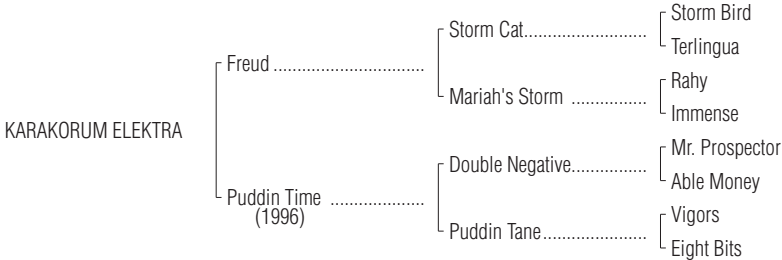 Storm Bird
Storm Cat..........................
Terlingua
Freud ................................
Rahy
Mariah's Storm ................
Immense
KARAKORUM ELEKTRA
Mr. Prospector
Double Negative................
Able Money
Puddin Time ....................
(1996)
Vigors
Puddin Tane......................
Eight Bits